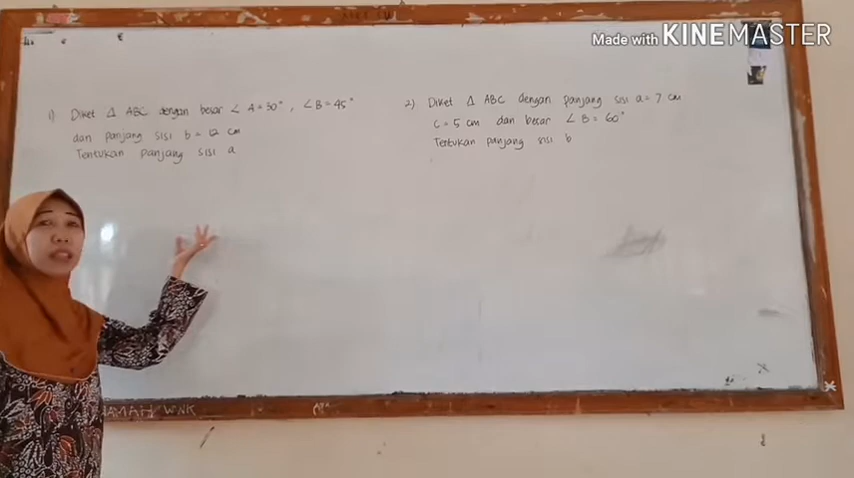 Made with KINEMASTER
1) Diket Δ ABC dengan besar ∠ A = 30°, ∠ B = 45°
dan panjang sisi b = 12 cm
Tentukan panjang sisi a
2) Diket Δ ABC dengan panjang sisi a = 7 cm
c = 5 cm dan besar ∠ B = 60°
Tentukan panjang sisi b